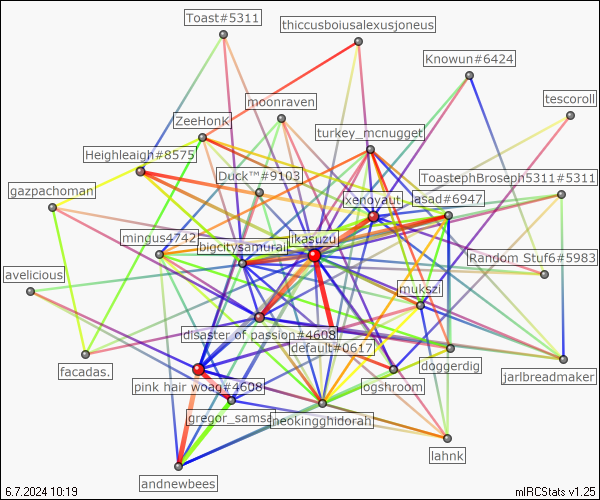 Toast#5311
thiccusboiusalexusjoneus
Knowun#6424
tescoroll
moonraven
ZeeHonK
turkey_mcnugget
Heighleaigh#8575
Duck™#9103
ToastephBroseph5311#5311
gazpachoman
xenoyaut
asad#6947
mingus4742
bigcitysamurai
ikasuzu
Random Stuf6#5983
avelicious
mukszi
disaster of passion#4608
default#0617
facadas.
doggerdig
jarlbreadmaker
pink hair woag#4608
ogshroom
gregor_samsa
neokingghidorah
lahnk
andnewbees
6.7.2024 10:19
mIRCStats v1.25